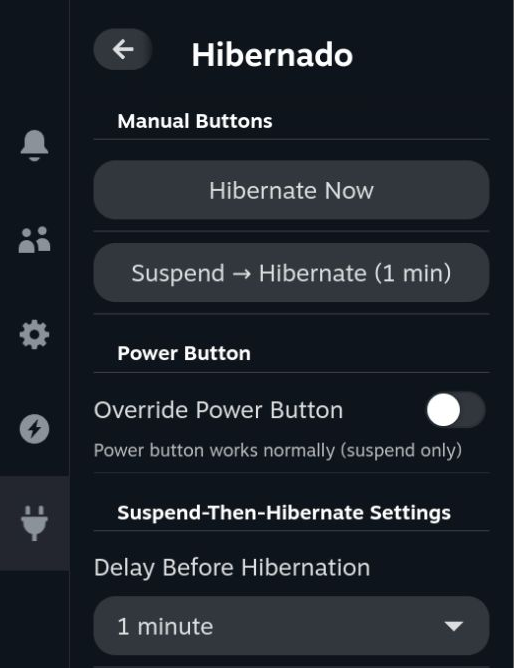 Hibernado
Manual Buttons
Hibernate Now
Suspend → Hibernate (1 min)
Power Button
Override Power Button
Power button works normally (suspend only)
Suspend-Then-Hibernate Settings
Delay Before Hibernation
1 minute